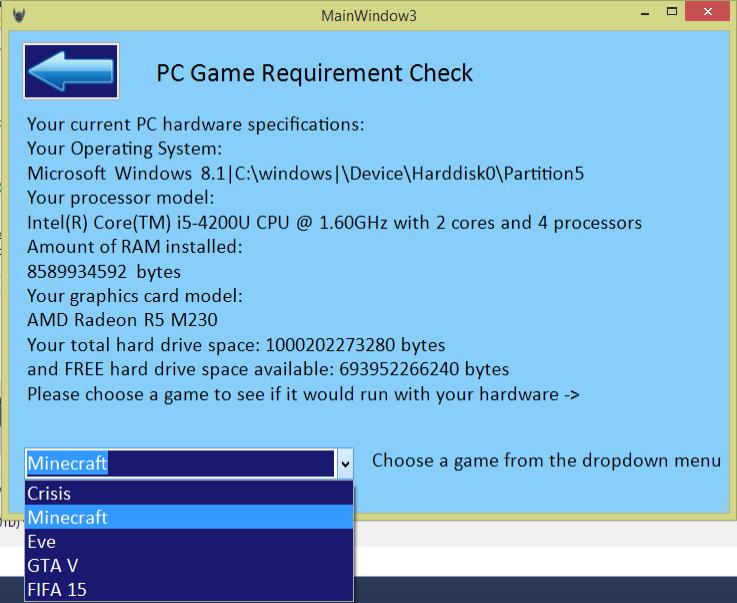 MainWindow3
PC Game Requirement Check
Your current PC hardware specifications:
Your Operating System:
Microsoft Windows 8.1|C:\windows|\Device\Harddisk0\Partition5
Your processor model:
Intel(R) Core(TM) i5-4200U CPU @ 1.60GHz with 2 cores and 4 processors
Amount of RAM installed:
8589934592 bytes
Your graphics card model:
AMD Radeon R5 M230
Your total hard drive space: 1000202273280 bytes
and FREE hard drive space available: 693952266240 bytes
Please choose a game to see if it would run with your hardware ->
Minecraft
Choose a game from the dropdown menu
Crisis
Minecraft
Eve
GTA V
FIFA 15